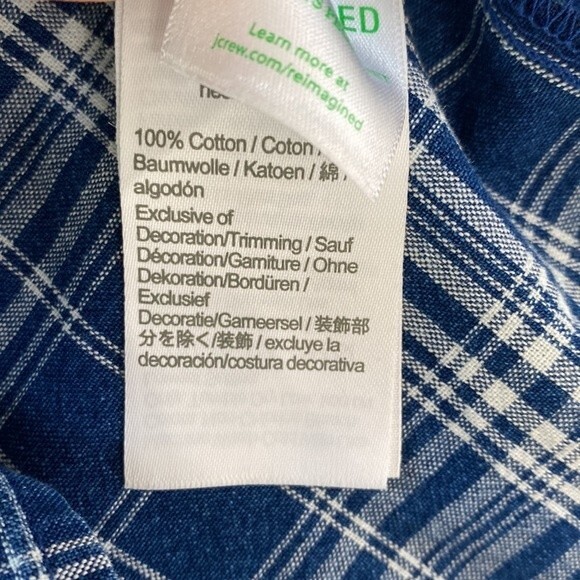 ED
Learn more at
jcrew.com/reimagined
100% Cotton / Coton
Baumwolle / Katoen / 綿
algodón
Exclusive of
Decoration/Trimming / Sauf
Décoration/Garniture / Ohne
Dekoration/Bordüren /
Exclusief
Decoratie/Garneersel / 装飾部
分を除く/装飾 / excluye la
decoración/costura decorativa